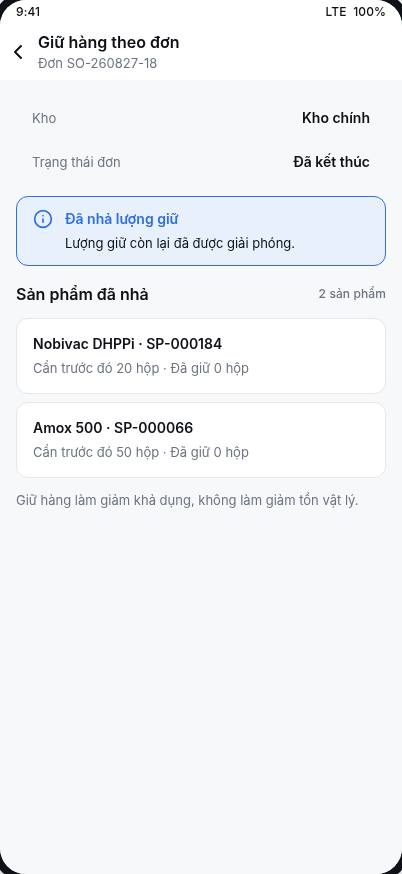 9:41
LTE 100%
Giữ hàng theo đơn
Đơn SO-260827-18
Kho
Kho chính
Trạng thái đơn
Đã kết thúc
Đã nhả lượng giữ
Lượng giữ còn lại đã được giải phóng.
Sản phẩm đã nhả
2 sản phẩm
Nobivac DHPPi · SP-000184
Cần trước đó 20 hộp · Đã giữ 0 hộp
Amox 500 · SP-000066
Cần trước đó 50 hộp · Đã giữ 0 hộp
Giữ hàng làm giảm khả dụng, không làm giảm tồn vật lý.